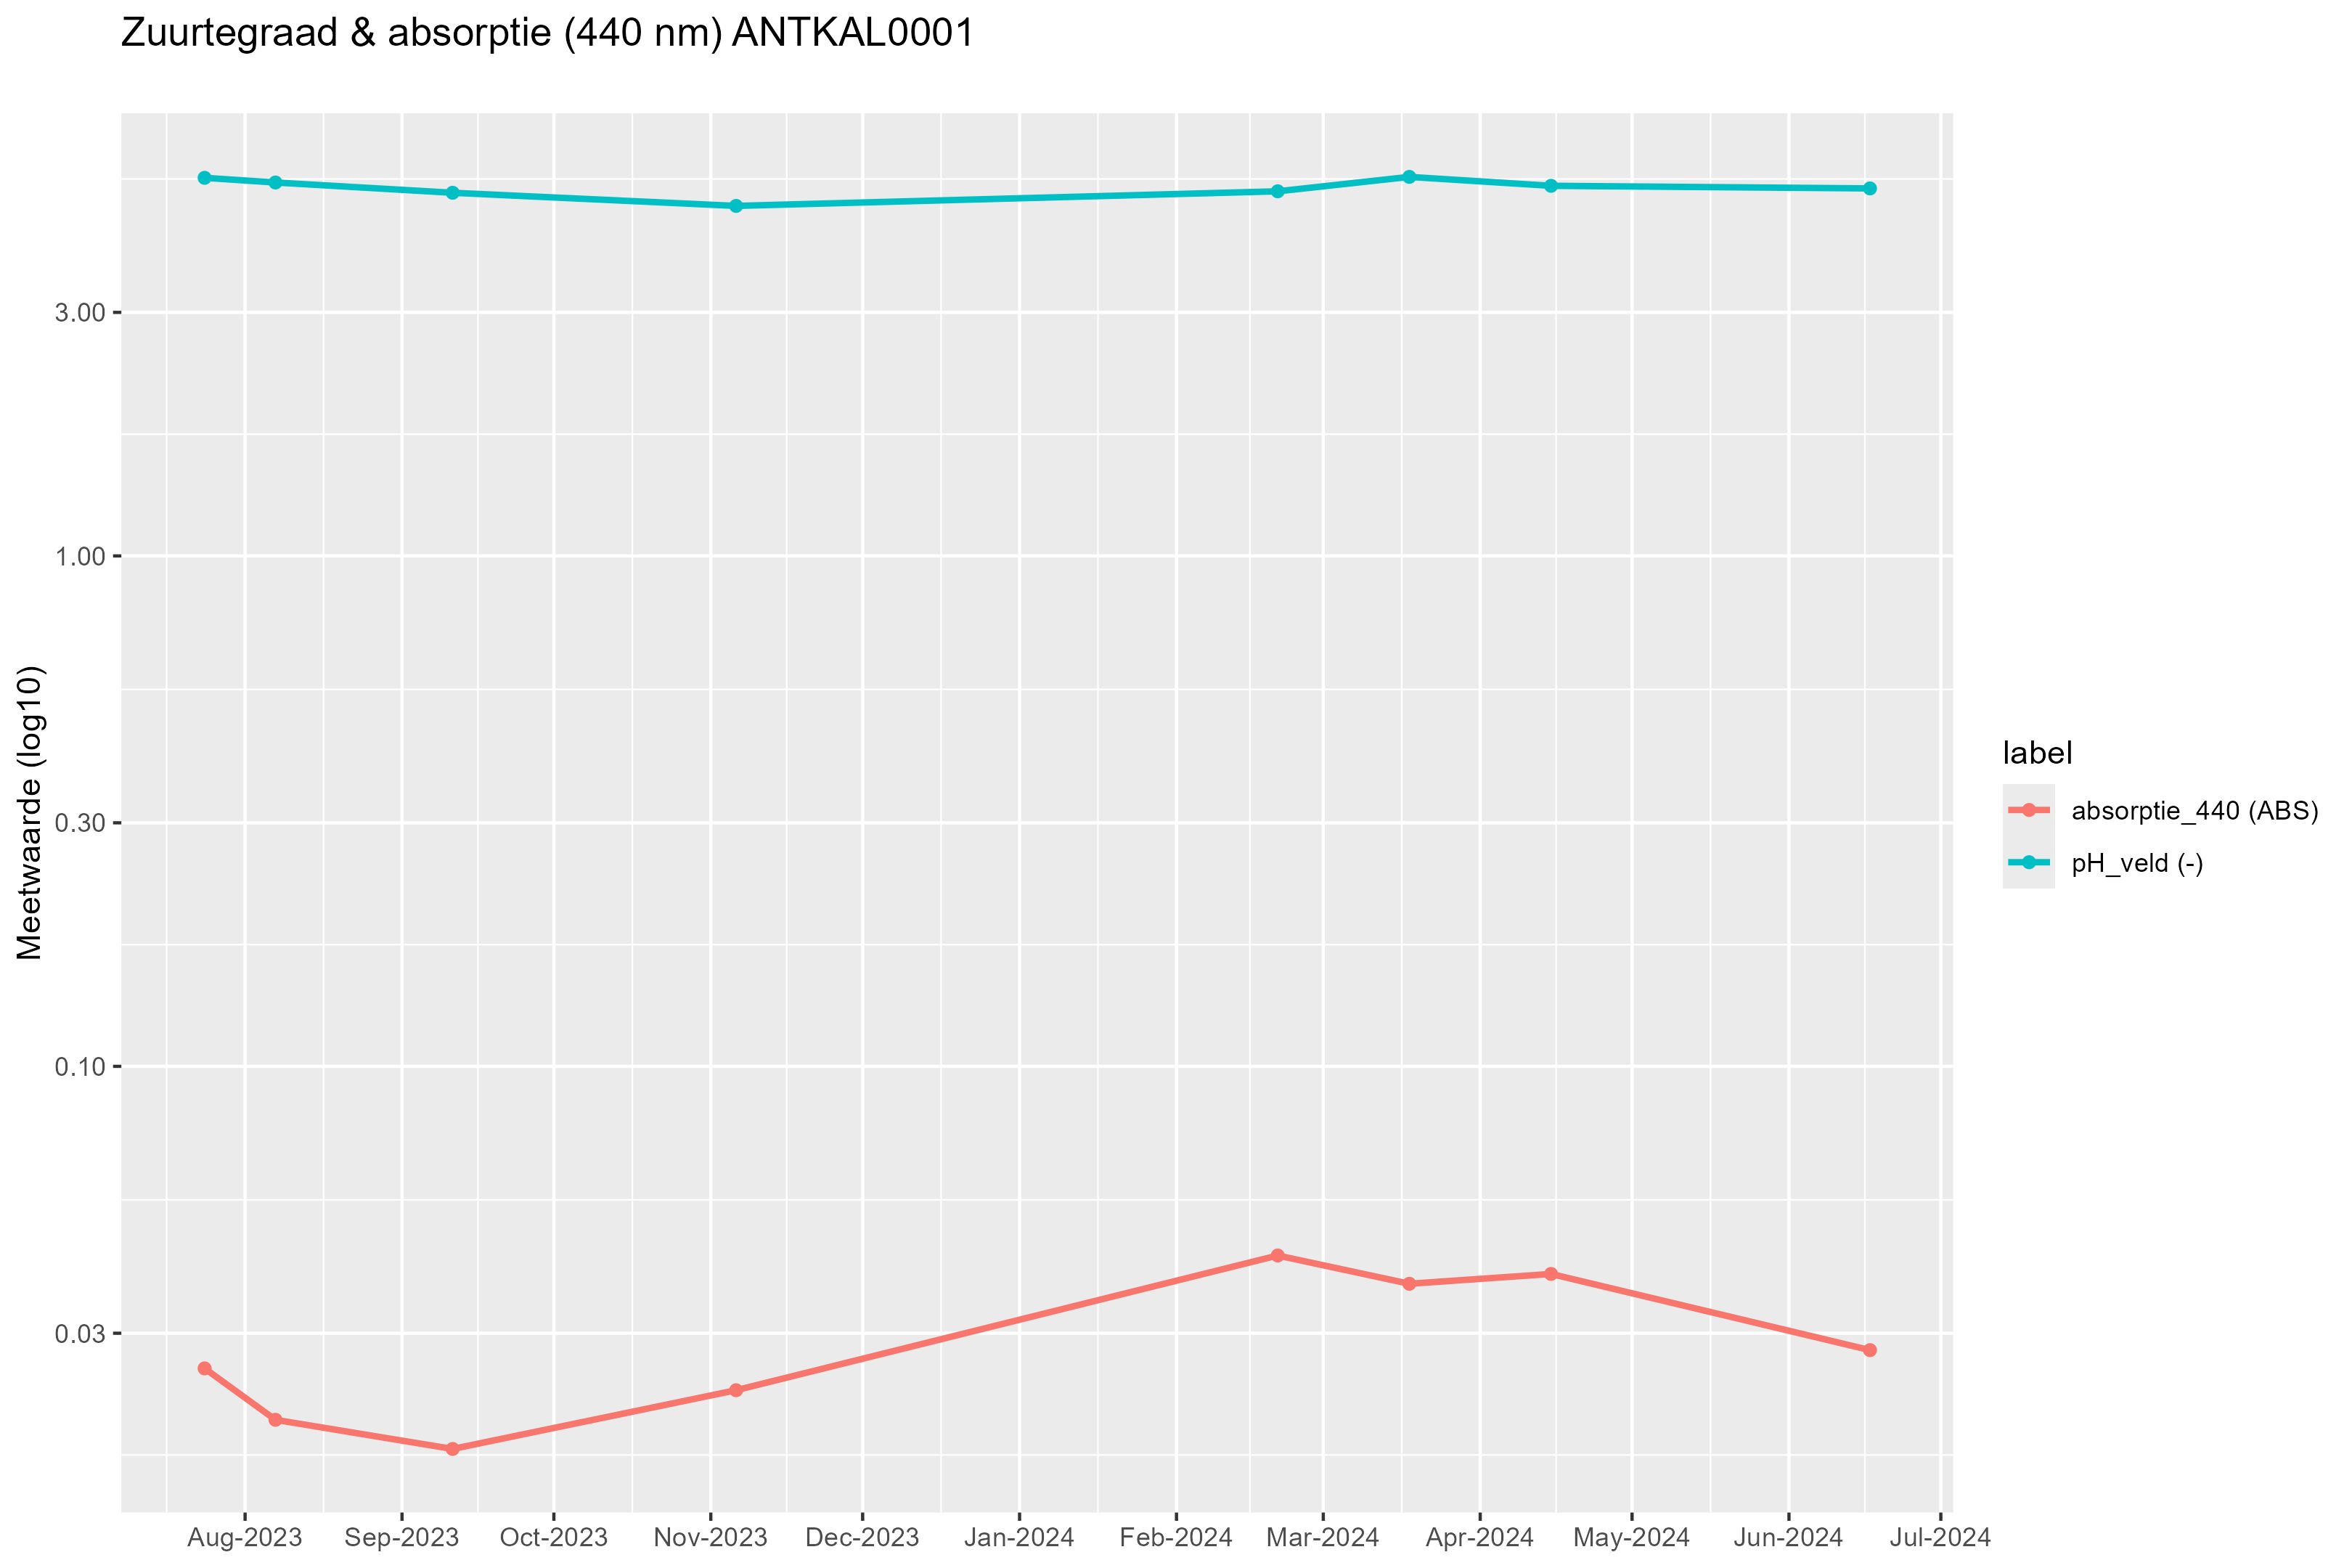 Zuurtegraad & absorptie (440 nm) ANTKAL0001
Meetwaarde (log10)
3.00
1.00
0.30
0.10
0.03
Aug-2023 Sep-2023 Oct-2023 Nov-2023 Dec-2023 Jan-2024 Feb-2024 Mar-2024 Apr-2024 May-2024 Jun-2024 Jul-2024
label
absorptie_440 (ABS)
pH_veld (-)